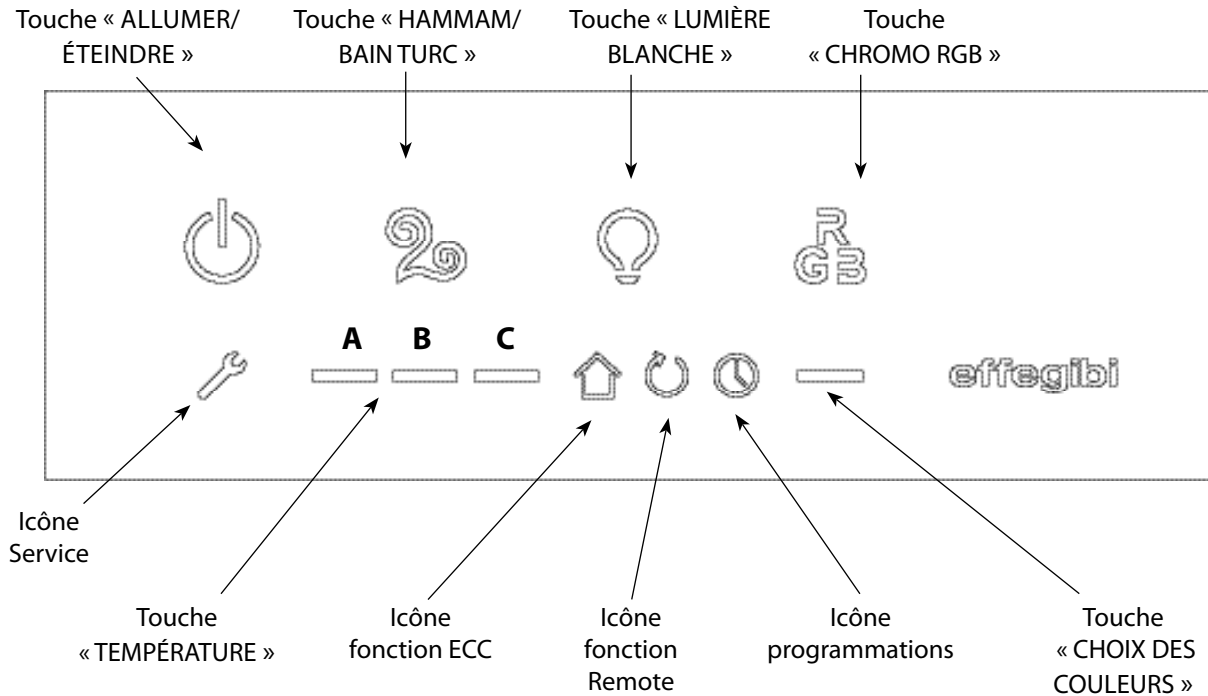 Touche « ALLUMER/
ÉTEINDRE »
Touche « HAMMAM/
BAIN TURC »
Touche « LUMIÈRE
BLANCHE »
Touche
« CHROMO RGB »
R
GB
A B C
effegibi
Icône
Service
Touche
« TEMPÉRATURE »
Icône
fonction ECC
Icône
fonction
Remote
Icône
programmations
Touche
« CHOIX DES
COULEURS »